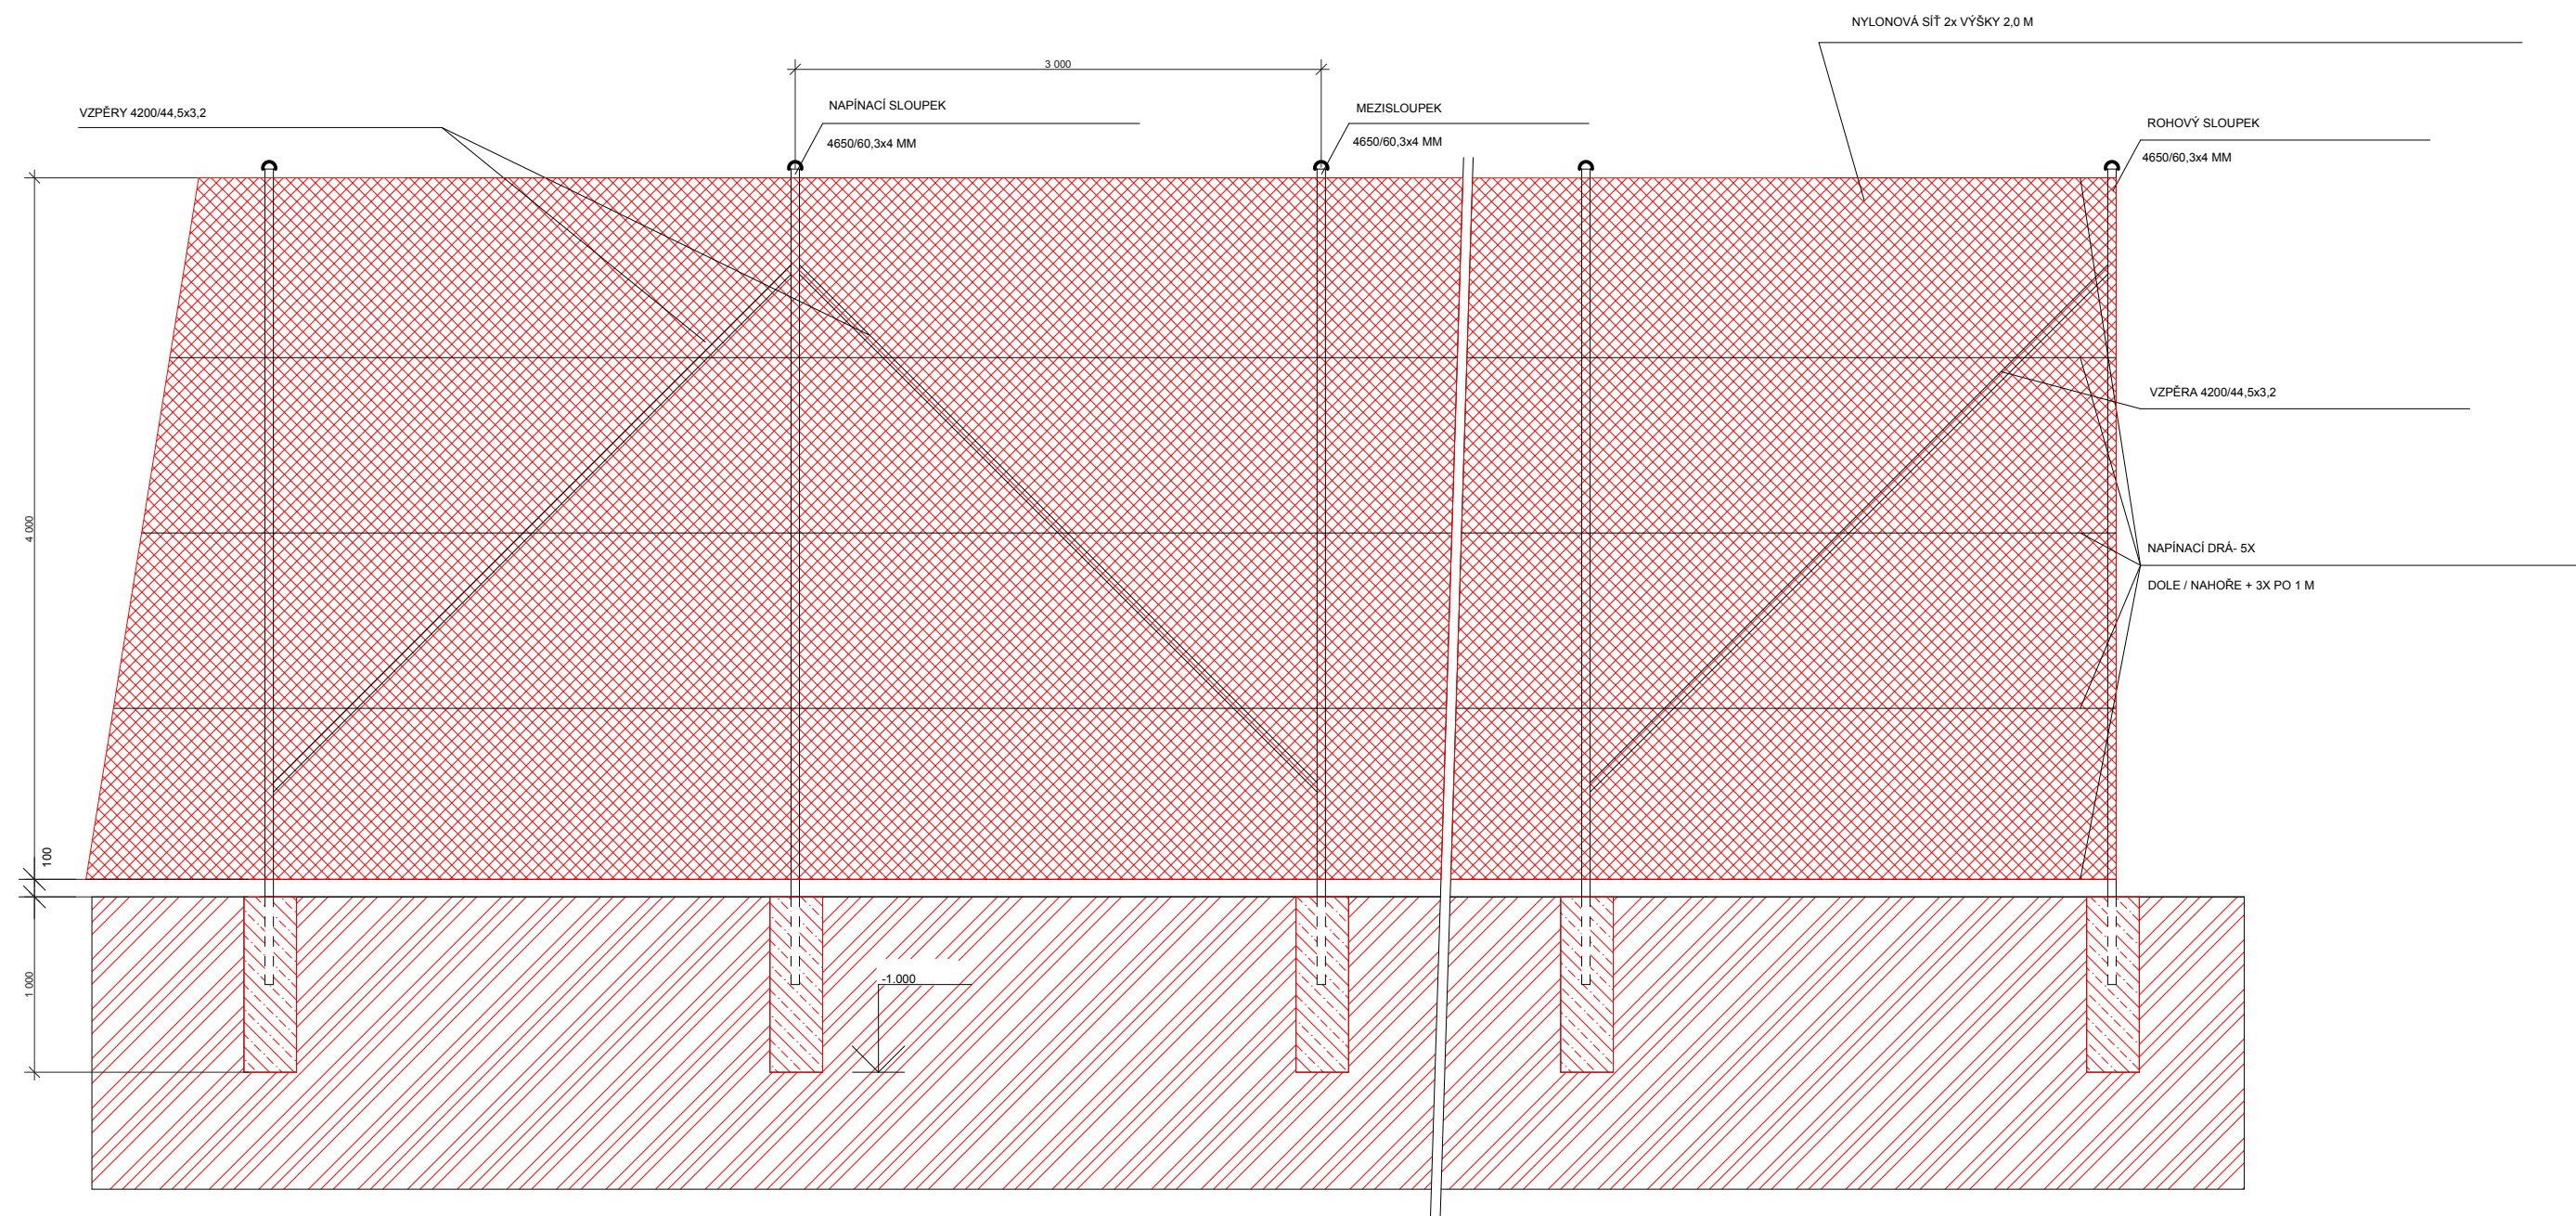 NYLONOVÁ SÍŤ 2x VÝŠKY 2,0 M
3 000
VZPĚRY 4200/44,5x3,2
NAPÍNACÍ SLOUPEK
4650/60,3x4 MM
MEZISLOUPEK
4650/60,3x4 MM
ROHOVÝ SLOUPEK
4650/60,3x4 MM
VZPĚRA 4200/44,5x3,2
4 000
NAPÍNACÍ DRÁ- 5X
DOLE / NAHOŘE + 3X PO 1 M
100
1 000
-1.000